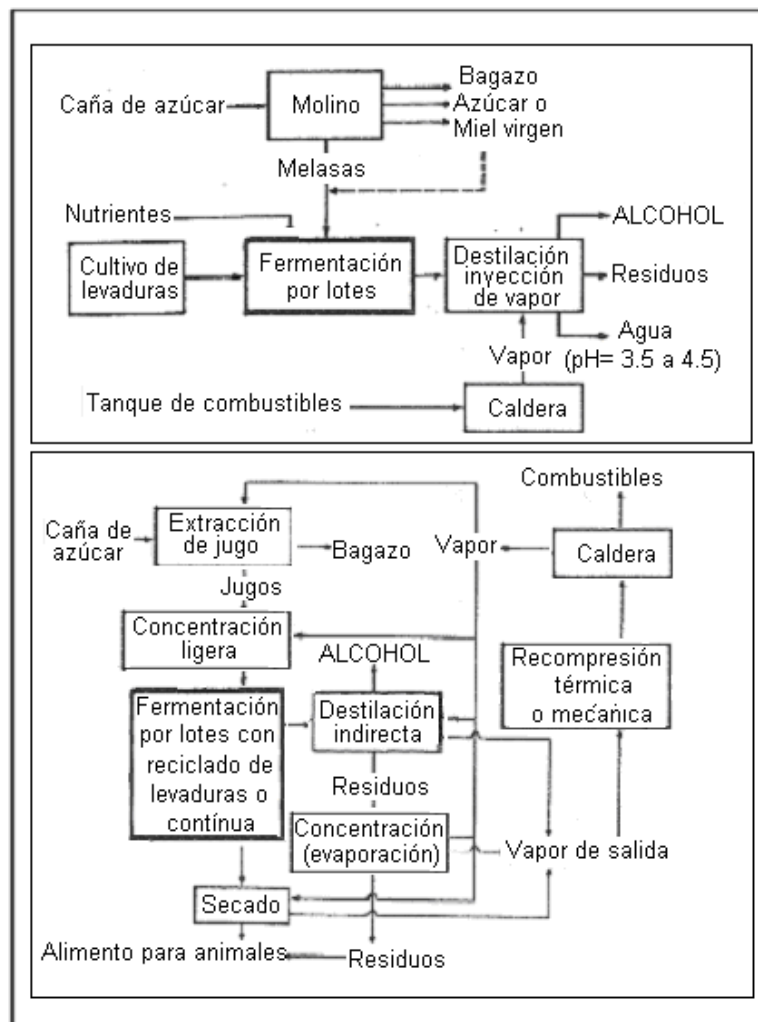 Bagazo
Caña de azúcar
Molino
Azúcar o
Miel virgen
Melasas
Nutrientes
ALCOHOL
Cultivo de
levaduras
Fermentación
por lotes
Destilación
inyección
de vapor
Residuos
Agua
Vapor
(pH= 3.5 a 4.5)
Tanque de combustibles
Caldera
Combustibles
Caña de
azúcar
Extracción
de jugo
Bagazo
Vapor
Caldera
Jugos
Concentración
ligera
ALCOHOL
Recompresión
térmica
o mecánica
Fermentación
por lotes con
reciclado de
levaduras o
contínua
Destilación
indirecta
Residuos
Concentración
(evaporación)
Vapor de salida
Secado
Alimento para animales
Residuos